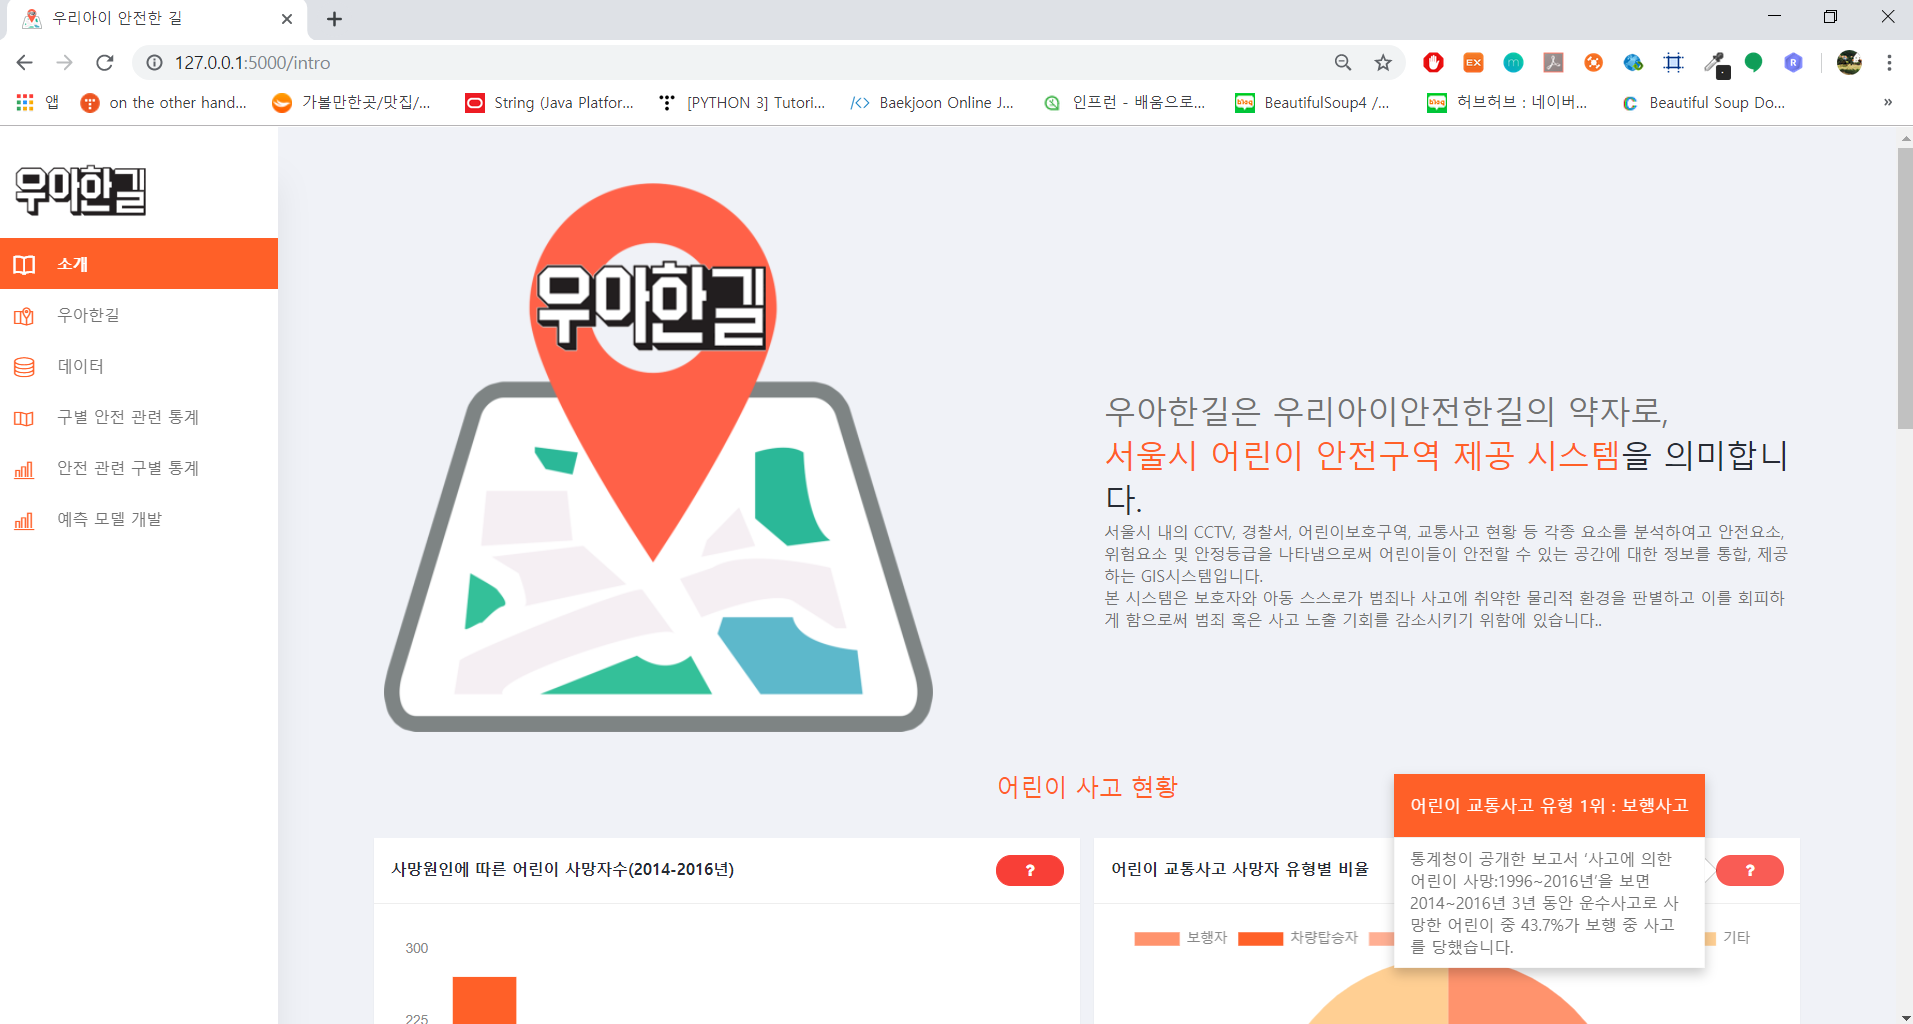 우리아이 안전한 길
127.0.0.1:5000/intro
앱
on the other hand...
가볼만한곳/맛집/...
String (Java Platfor...
[PYTHON 3] Tutori...
Baekjoon Online J...
인프런 - 배움으로...
BeautifulSoup4 /...
허브허브 : 네이버...
Beautiful Soup Do...
»
우아한길
소개
우아한길
데이터
구별 안전 관련 통계
안전 관련 구별 통계
예측 모델 개발
우아한길
우아한길은 우리아이안전한길의 약자로,
서울시 어린이 안전구역 제공 시스템을 의미합니
다.
서울시 내의 CCTV, 경찰서, 어린이보호구역, 교통사고 현황 등 각종 요소를 분석하여고 안전요소,
위험요소 및 안정등급을 나타냄으로써 어린이들이 안전할 수 있는 공간에 대한 정보를 통합, 제공
하는 GIS시스템입니다.
본 시스템은 보호자와 아동 스스로가 범죄나 사고에 취약한 물리적 환경을 판별하고 이를 회피하
게 함으로써 범죄 혹은 사고 노출 기회를 감소시키기 위함에 있습니다..
어린이 사고 현황
사망원인에 따른 어린이 사망자수(2014-2016년)
?
300
225
어린이 교통사고 사망자 유형별 비율
?
보행자
차량탑승자
기타
어린이 교통사고 유형 1위 : 보행사고
통계청이 공개한 보고서 ‘사고에 의한
어린이 사망:1996~2016년’을 보면
2014~2016년 3년 동안 운수사고로 사
망한 어린이 중 43.7%가 보행 중 사고
를 당했습니다.